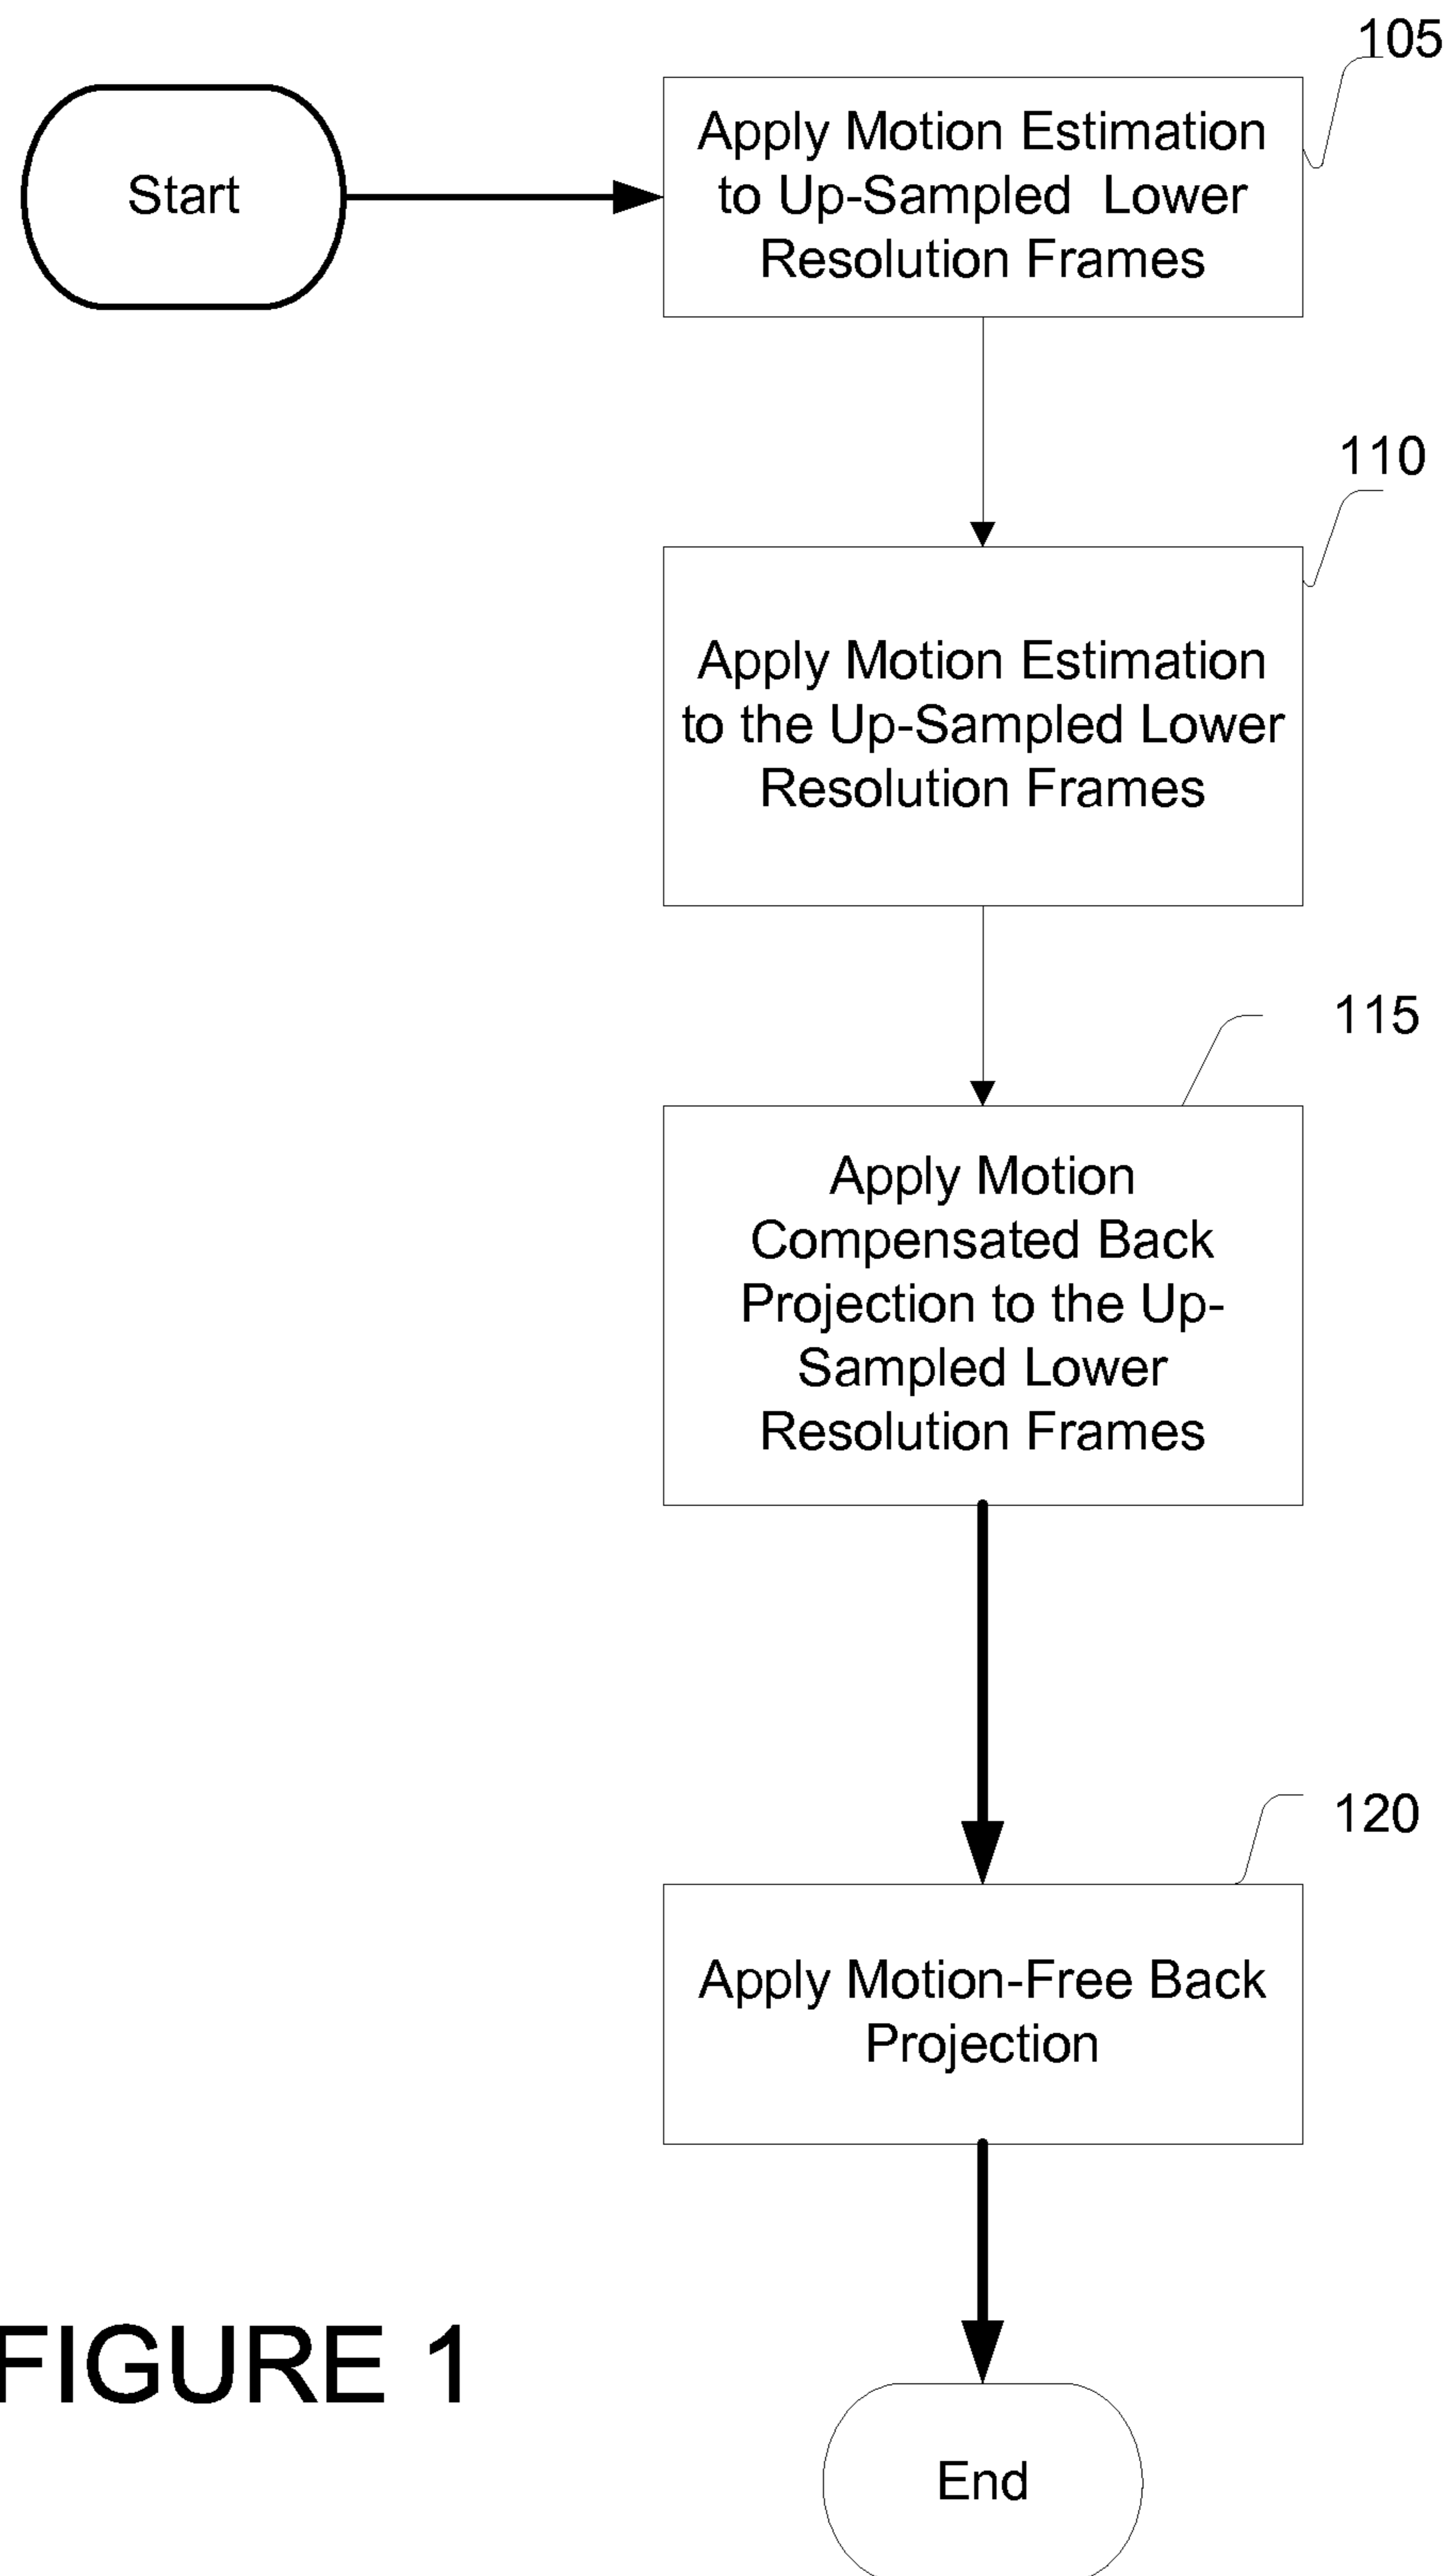 105
Start
Apply Motion Estimation
to Up-Sampled Lower
Resolution Frames
110
Apply Motion Estimation
to the Up-Sampled Lower
Resolution Frames
115
Apply Motion
Compensated Back
Projection to the Up-
Sampled Lower
Resolution Frames
120
Apply Motion-Free Back
Projection
FIGURE 1
End